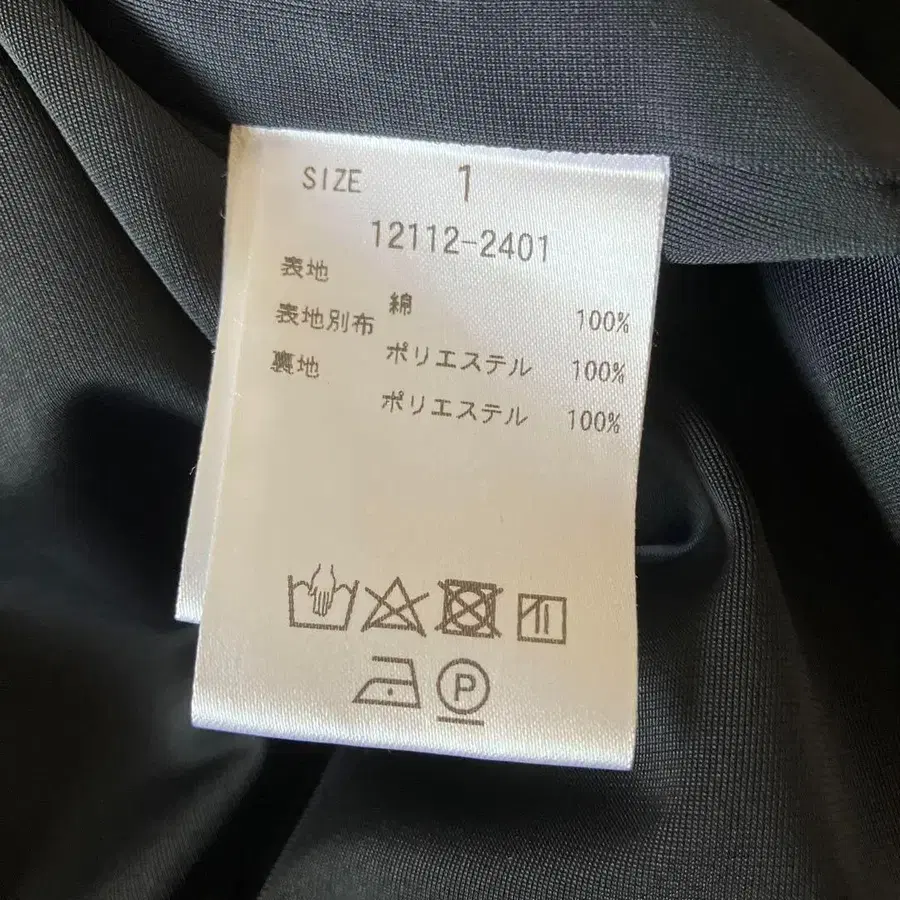 SIZE 1
12112-2401
表地
綿 100%
表地別布
ポリエステル 100%
裏地
ポリエステル 100%
P